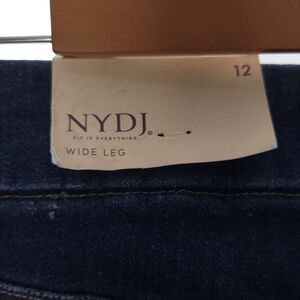 12
NYDJ®
FIT IS EVERYTHING
WIDE LEG